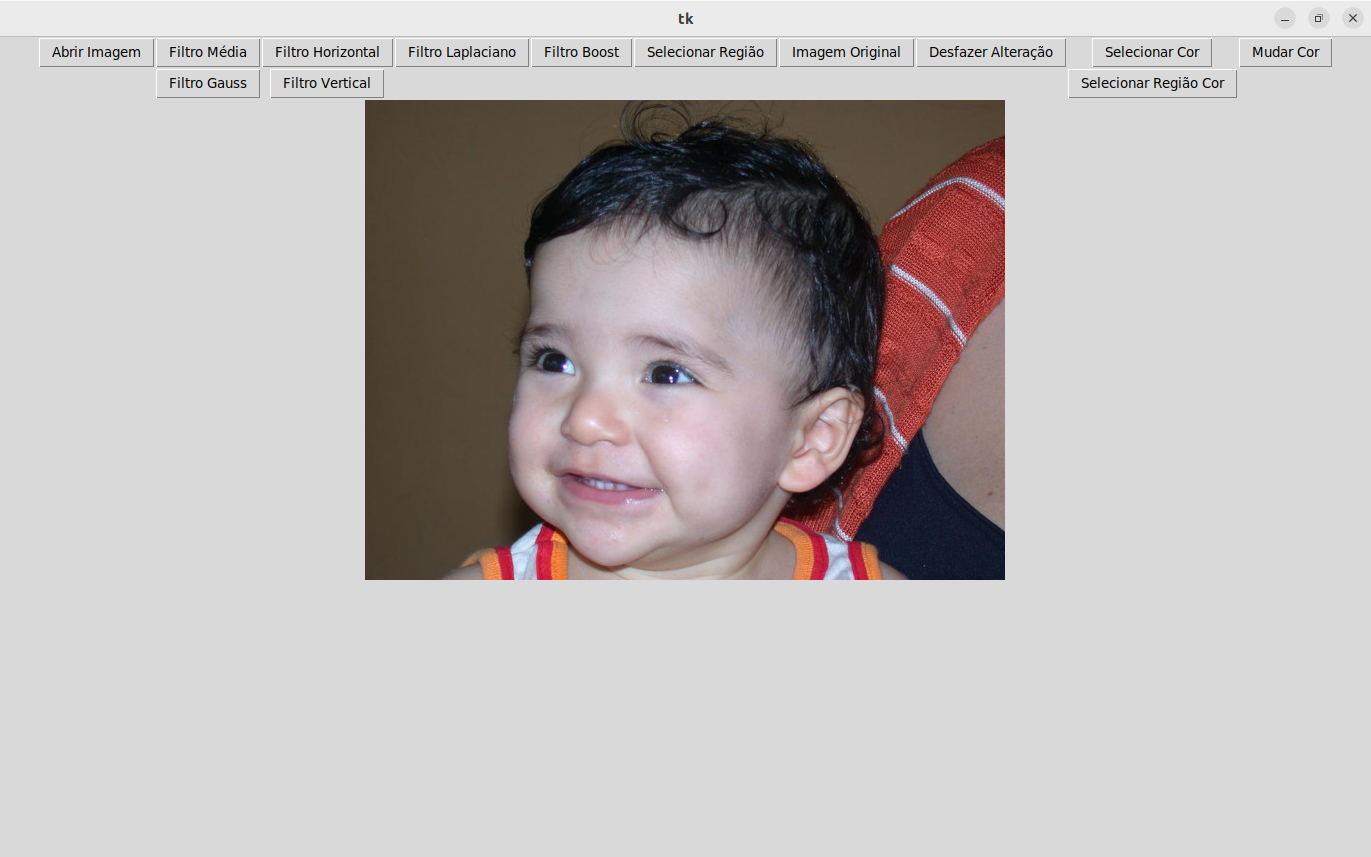 tk
Abrir Imagem Filtro Média Filtro Horizontal Filtro Laplaciano Filtro Boost Selecionar Região Imagem Original Desfazer Alteração Selecionar Cor Mudar Cor
Filtro Gauss Filtro Vertical Selecionar Região Cor